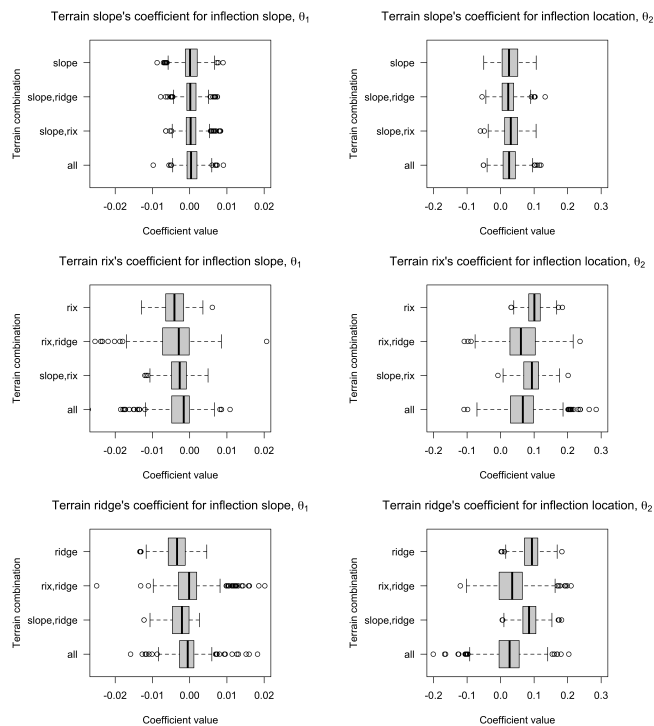 Terrain slope's coefficient for inflection slope, θ1
Terrain combination
slope
slope,ridge
slope,rix
all
-0.02 -0.01 0.00 0.01 0.02
Coefficient value
Terrain slope's coefficient for inflection location, θ2
Terrain combination
slope
slope,ridge
slope,rix
all
-0.2 -0.1 0.0 0.1 0.2 0.3
Coefficient value
Terrain rix's coefficient for inflection slope, θ1
Terrain combination
rix
rix,ridge
slope,rix
all
-0.02 -0.01 0.00 0.01 0.02
Coefficient value
Terrain rix's coefficient for inflection location, θ2
Terrain combination
rix
rix,ridge
slope,rix
all
-0.2 -0.1 0.0 0.1 0.2 0.3
Coefficient value
Terrain ridge's coefficient for inflection slope, θ1
Terrain combination
ridge
rix,ridge
slope,ridge
all
-0.02 -0.01 0.00 0.01 0.02
Coefficient value
Terrain ridge's coefficient for inflection location, θ2
Terrain combination
ridge
rix,ridge
slope,ridge
all
-0.2 -0.1 0.0 0.1 0.2 0.3
Coefficient value